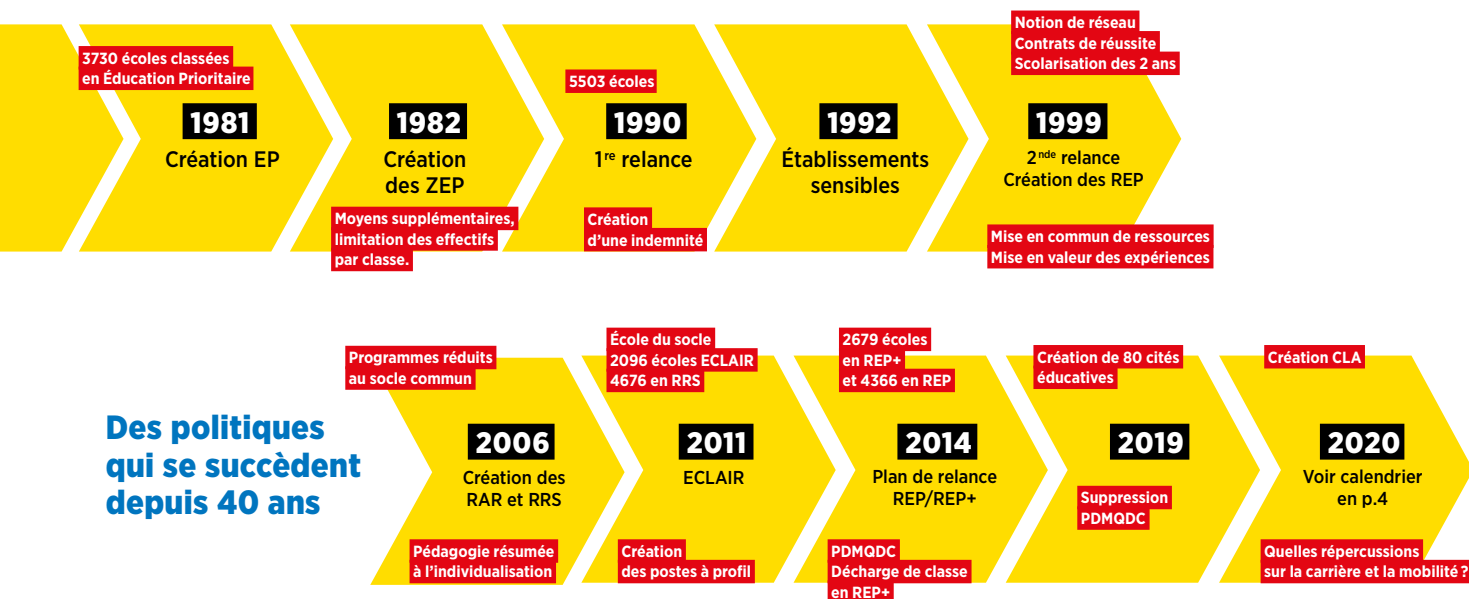 3730 écoles classées
en Éducation Prioritaire
1981
Création EP
1982
Création
des ZEP
Moyens supplémentaires,
limitation des effectifs
par classe.
5503 écoles
1990
1re relance
Création
d’une indemnité
1992
Établissements
sensibles
Notion de réseau
Contrats de réussite
Scolarisation des 2 ans
1999
2nde relance
Création des REP
Mise en commun de ressources
Mise en valeur des expériences
Des politiques
qui se succèdent
depuis 40 ans
Programmes réduits
au socle commun
2006
Création des
RAR et RRS
Pédagogie résumée
à l’individualisation
École du socle
2096 écoles ECLAIR
4676 en RRS
2011
ECLAIR
Création
des postes à profil
2679 écoles
en REP+
et 4366 en REP
2014
Plan de relance
REP/REP+
PDMQDC
Décharge de classe
en REP+
Création de 80 cités
éducatives
2019
Suppression
PDMQDC
Création CLA
2020
Voir calendrier
en p.4
Quelles répercussions
sur la carrière et la mobilité ?